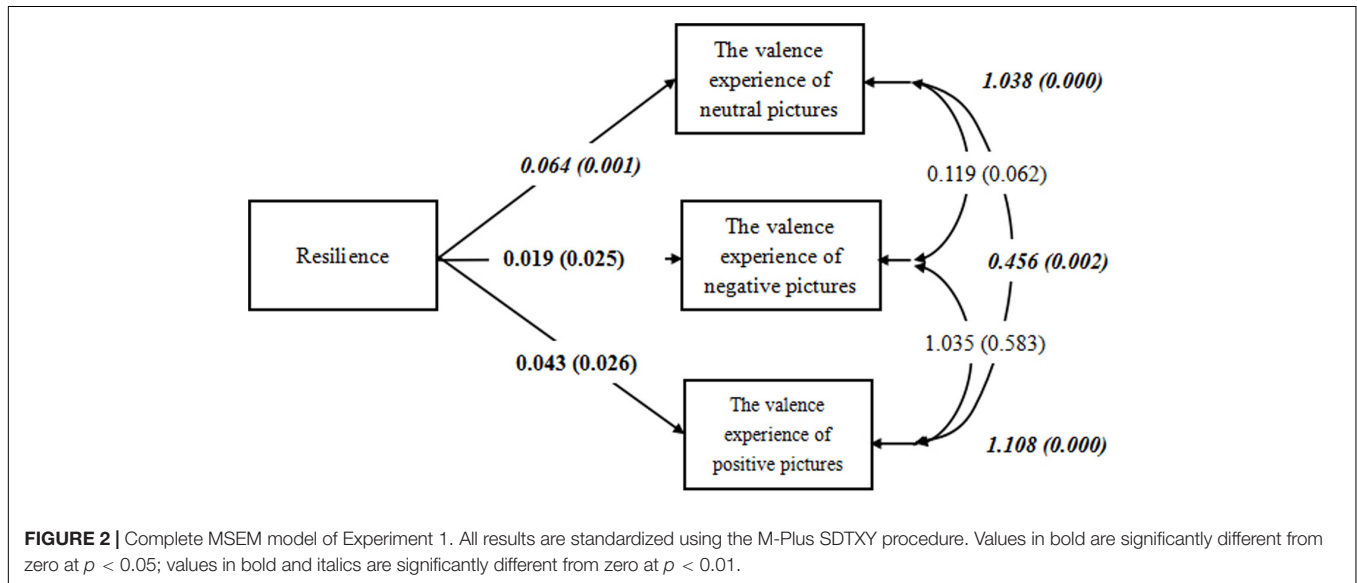 The valence
experience of
neutral pictures
1.038 (0.000)
0.064 (0.001)
0.119 (0.062)
Resilience
0.019 (0.025)
The valence
experience of
negative pictures
0.456 (0.002)
0.043 (0.026)
1.035 (0.583)
The valence
experience of
positive pictures
1.108 (0.000)
FIGURE 2 | Complete MSEM model of Experiment 1. All results are standardized using the M-Plus SDTXY procedure. Values in bold are significantly different from
zero at p < 0.05; values in bold and italics are significantly different from zero at p < 0.01.